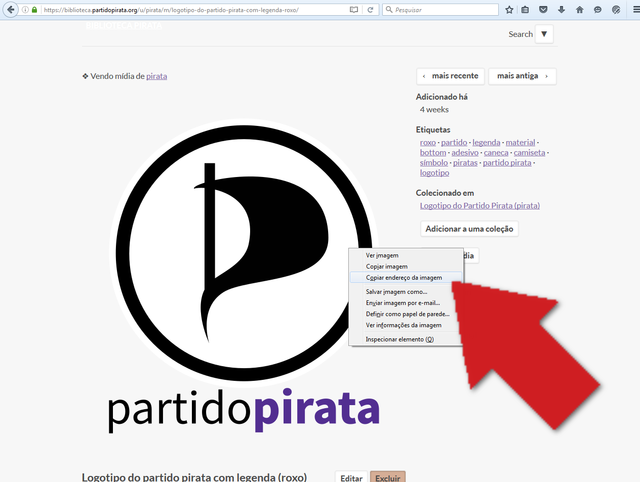 https://biblioteca.partidopirata.org/u/pirata/m/logotipo-do-partido-pirata-com-legenda-roxo/
Pesquisar
Search ▼
❖ Vendo mídia de pirata
‹ mais recente
mais antiga ›
Adicionado há
4 weeks
Etiquetas
roxo · partido · legenda · material ·
bottom · adesivo · caneca · camiseta ·
símbolo · piratas · partido pirata ·
logotipo
Colecionado em
Logotipo do Partido Pirata (pirata)
Adicionar a uma coleção
dia
Ver imagem
Copiar imagem
Copiar endereço da imagem
Salvar imagem como...
Enviar imagem por e-mail...
Definir como papel de parede...
Ver informações da imagem
Inspecionar elemento (Q)
partidopirata
Logotipo do partido pirata com legenda (roxo)
Editar
Excluir